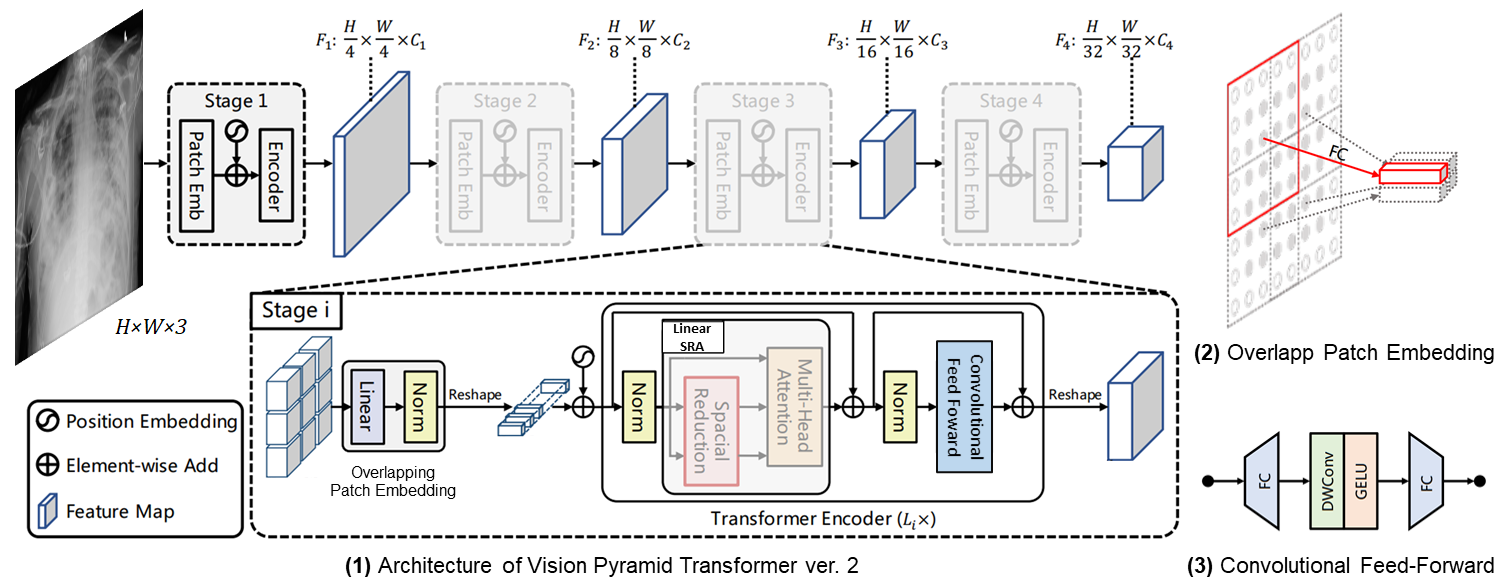 F₁: H/4 × W/4 × C₁
F₂: H/8 × W/8 × C₂
F₃: H/16 × W/16 × C₃
F₄: H/32 × W/32 × C₄
Stage 1
Patch Emb
Encoder
Stage 2
Patch Emb
Encoder
Stage 3
Patch Emb
Encoder
Stage 4
Patch Emb
Encoder
H×W×3
Stage i
Linear
Norm
Overlapping
Patch Embedding
Reshape
Norm
Linear
SRA
Spacial
Reduction
Multi-Head
Attention
Norm
Convolutional
Feed Foward
Reshape
Transformer Encoder (Lᵢ×)
Position Embedding
Element-wise Add
Feature Map
(1) Architecture of Vision Pyramid Transformer ver. 2
FC
(2) Overlapp Patch Embedding
FC
DWConv
GELU
FC
(3) Convolutional Feed-Forward